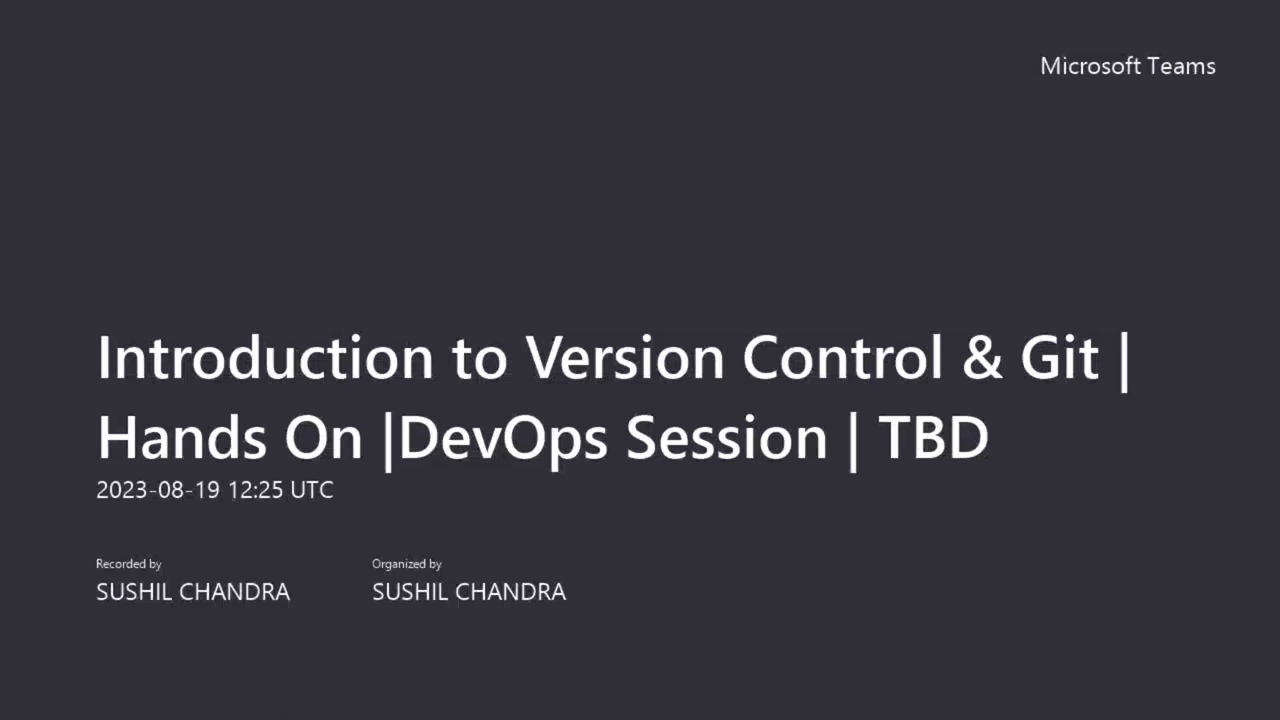 Microsoft Teams
Introduction to Version Control & Git |
Hands On |DevOps Session | TBD
2023-08-19 12:25 UTC
Recorded by
SUSHIL CHANDRA
Organized by
SUSHIL CHANDRA